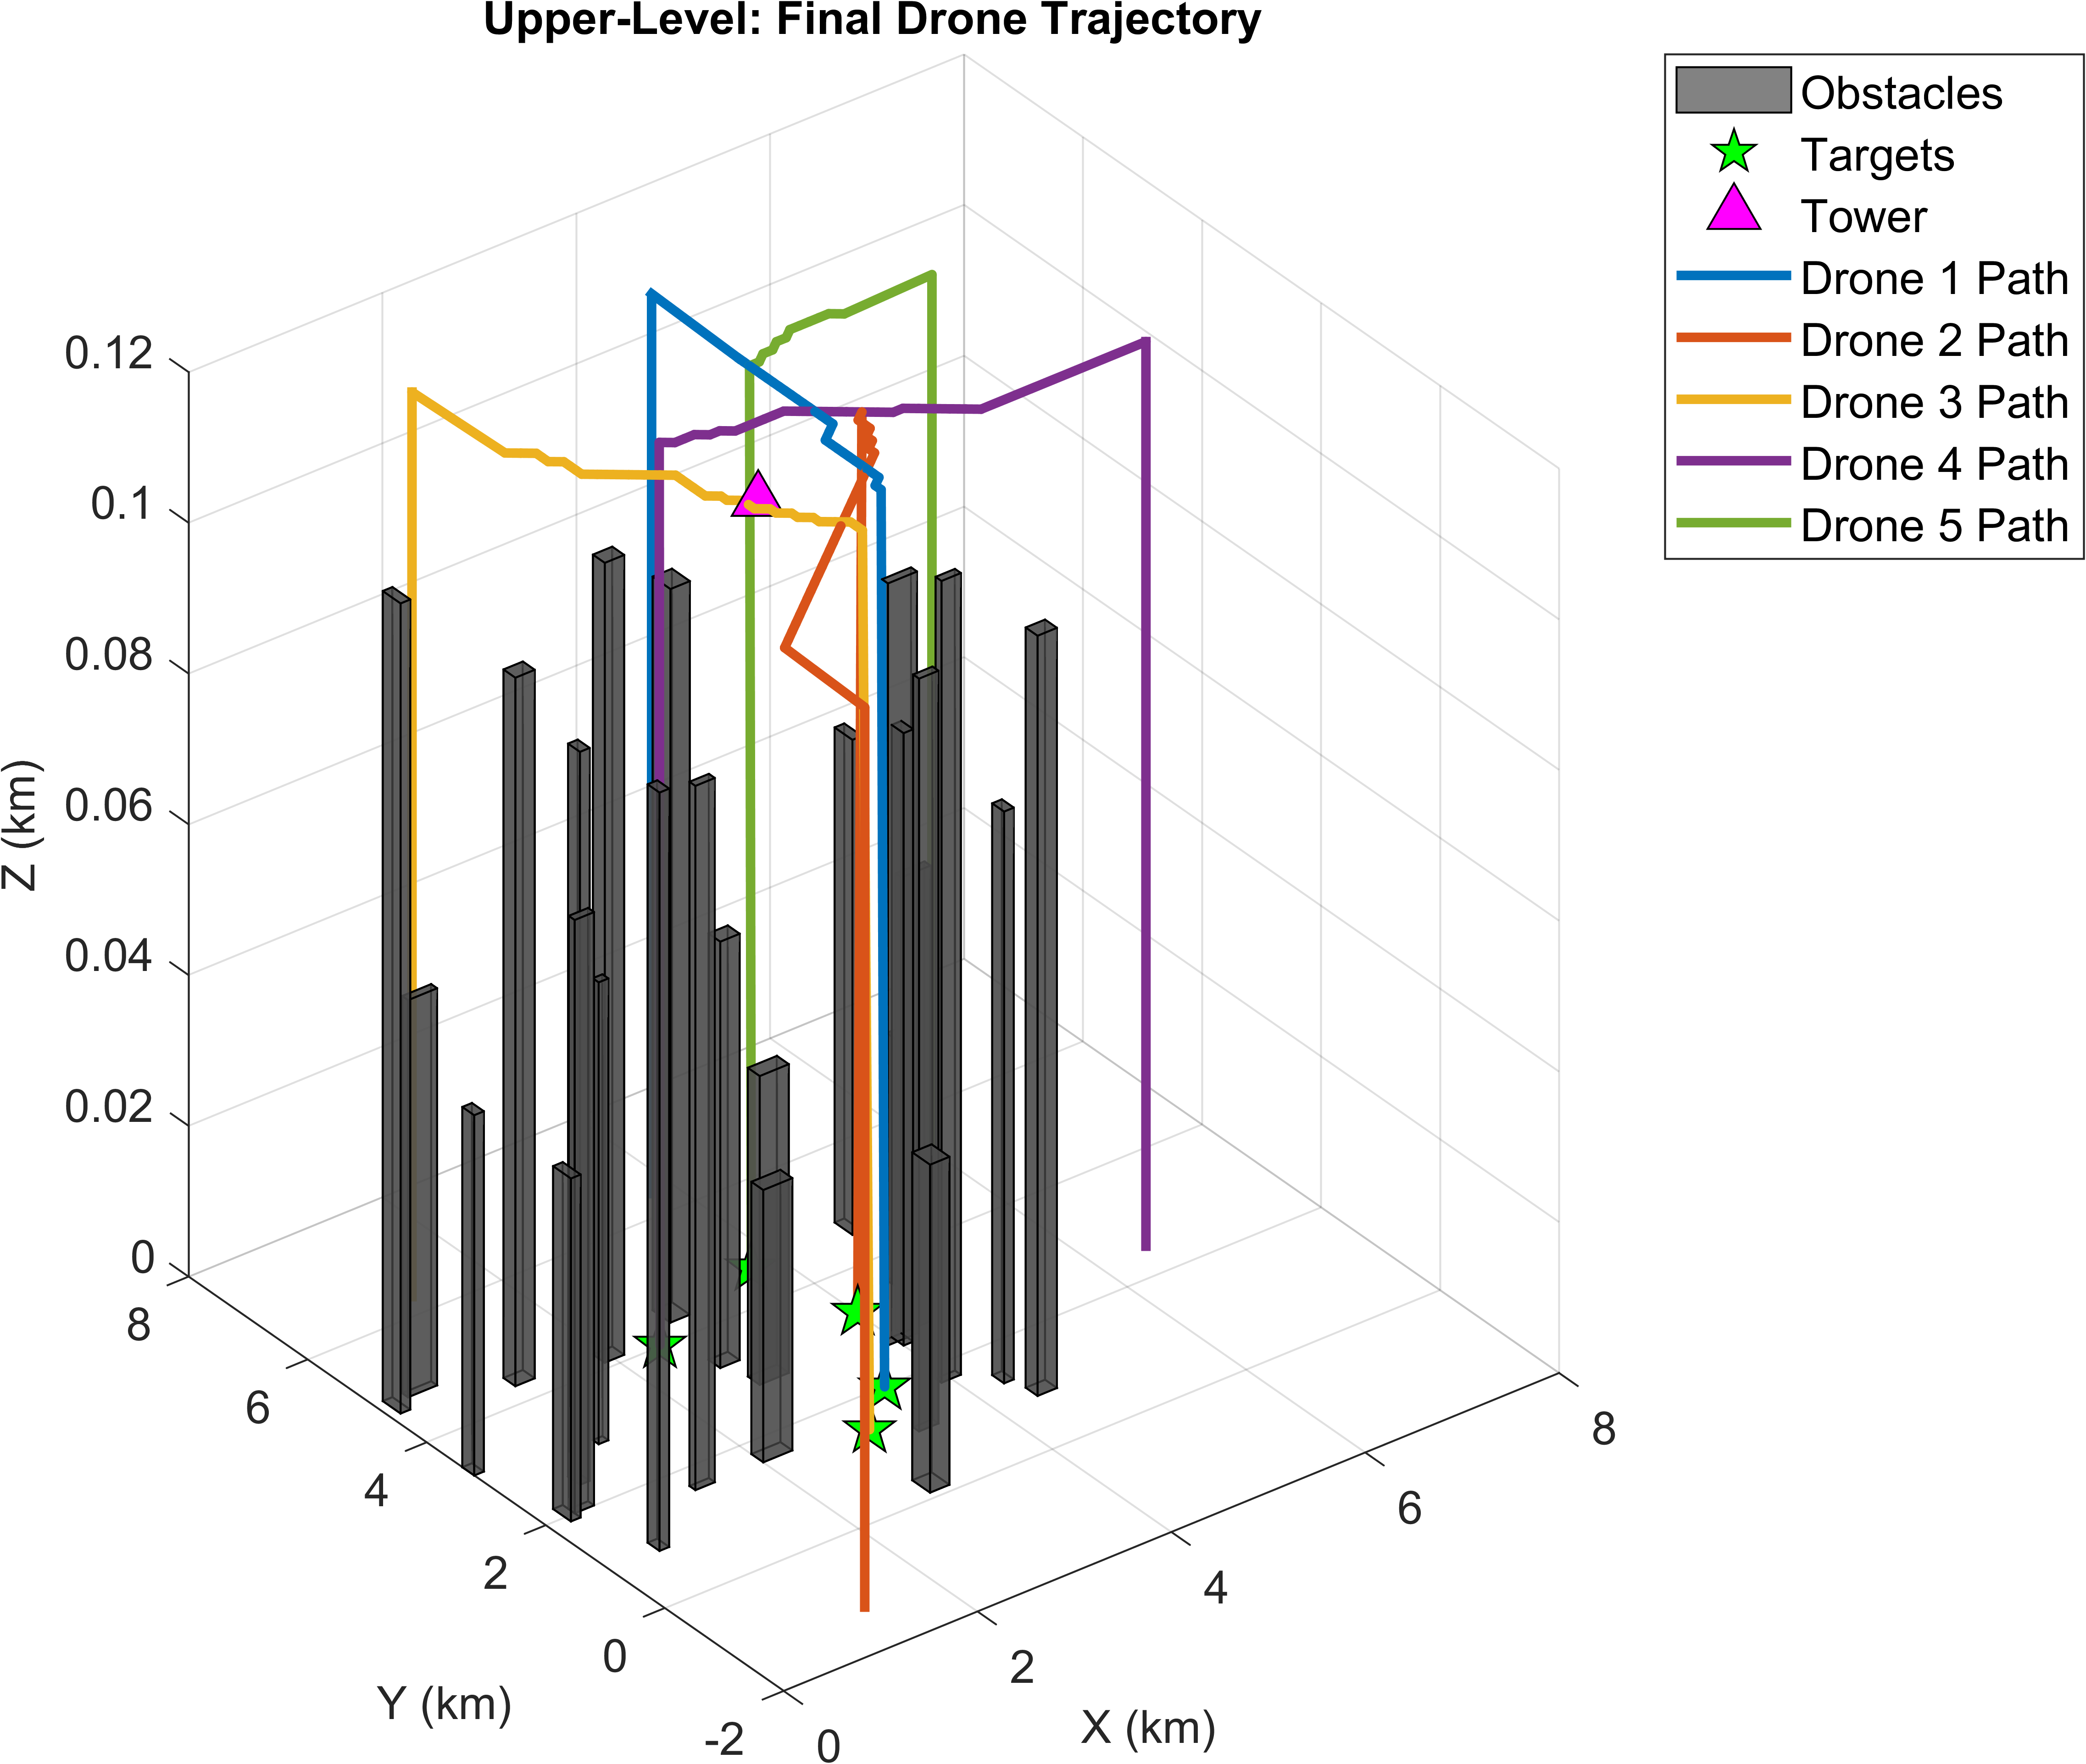 Upper-Level: Final Drone Trajectory
Obstacles
Targets
Tower
Drone 1 Path
Drone 2 Path
Drone 3 Path
Drone 4 Path
Drone 5 Path
0.12
0.1
0.08
0.06
0.04
0.02
0
Z (km)
8
6
4
2
0
-2
Y (km)
0
2
4
6
8
X (km)